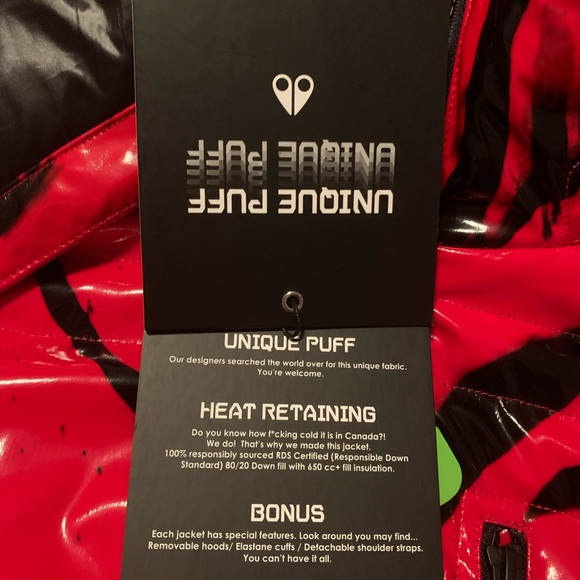 UNIQUE PUFF
UNIQUE PUFF
UNIQUE PUFF
Our designers searched the world over for this unique fabric.
You're welcome.
HEAT RETAINING
Do you know how f*cking cold it is in Canada?!
We do! That's why we made this jacket.
100% responsibly sourced RDS Certified (Responsible Down
Standard) 80/20 Down fill with 650 cc+ fill insulation.
BONUS
Each jacket has special features. Look around you may find...
Removable hoods/ Elastane cuffs / Detachable shoulder straps.
You can't have it all.